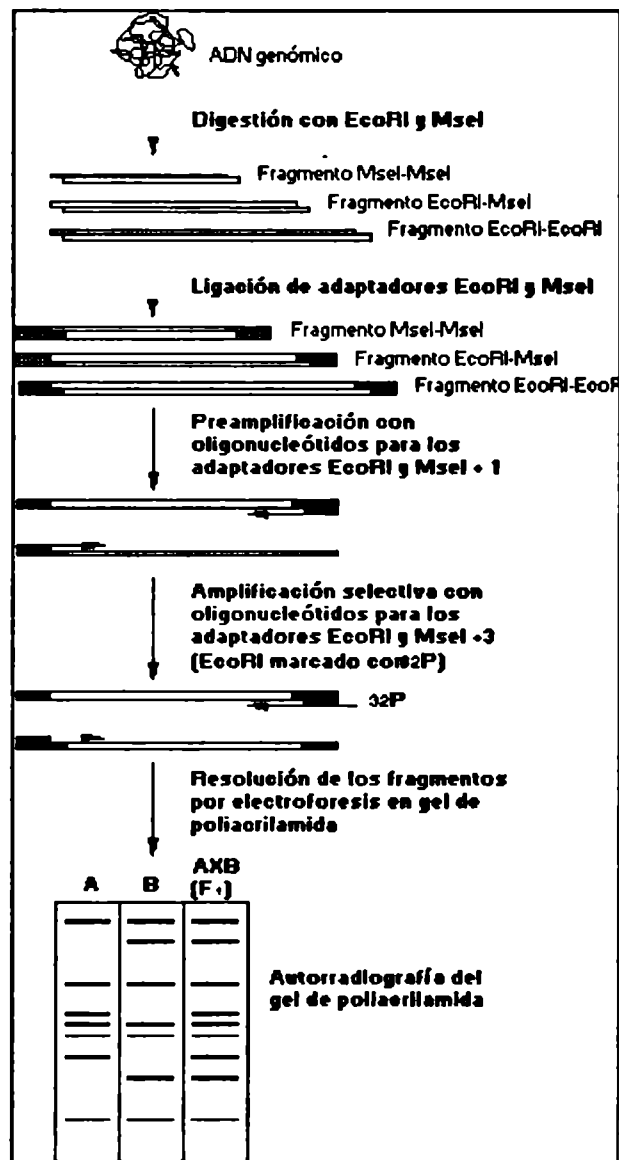 ADN genómico
Digestión con EcoRI y MseI
Fragmento MseI-MseI
Fragmento EcoRI-MseI
Fragmento EcoRI-EcoRI
Ligación de adaptadores EcoRI y MseI
Fragmento MseI-MseI
Fragmento EcoRI-MseI
Fragmento EcoRI-EcoR
Preamplificación con
oligonucleótidos para los
adaptadores EcoRI y MseI + 1
Amplificación selectiva con
oligonucleótidos para los
adaptadores EcoRI y MseI +3
(EcoRI marcado con32P)
32P
Resolución de los fragmentos
por electroforesis en gel de
poliacrilamida
A B AXB
(F1)
Autorradiografía del
gel de poliacrilamida